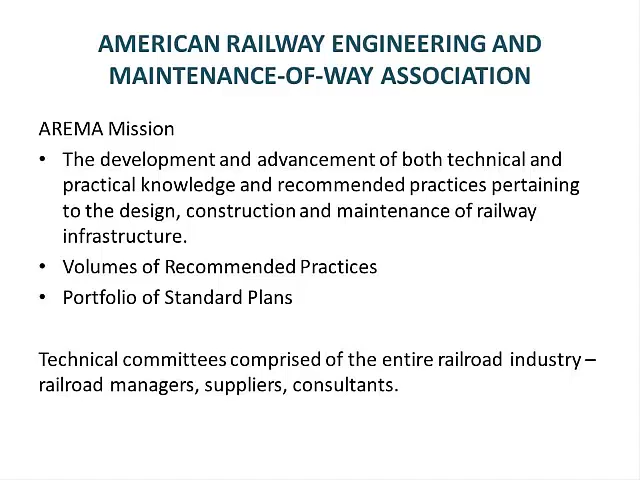 AMERICAN RAILWAY ENGINEERING AND
MAINTENANCE-OF-WAY ASSOCIATION
AREMA Mission
• The development and advancement of both technical and
practical knowledge and recommended practices pertaining
to the design, construction and maintenance of railway
infrastructure.
• Volumes of Recommended Practices
• Portfolio of Standard Plans
Technical committees comprised of the entire railroad industry –
railroad managers, suppliers, consultants.